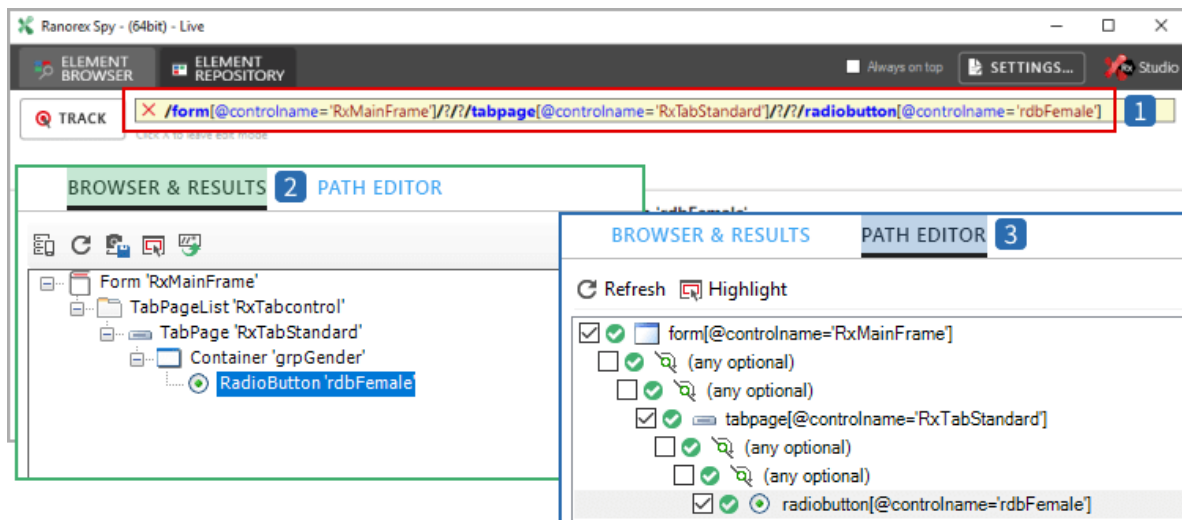 Ranorex Spy - (64bit) - Live
ELEMENT BROWSER
ELEMENT REPOSITORY
Always on top
SETTINGS...
Rx Studio
TRACK
/form[@controlname='RxMainFrame']/?/?/tabpage[@controlname='RxTabStandard']/?/?/radiobutton[@controlname='rdbFemale']
1
Click X to leave edit mode
BROWSER & RESULTS 2 PATH EDITOR
'rdbFemale'
Form 'RxMainFrame'
TabPageList 'RxTabcontrol'
TabPage 'RxTabStandard'
Container 'grpGender'
RadioButton 'rdbFemale'
BROWSER & RESULTS PATH EDITOR 3
Refresh Highlight
form[@controlname='RxMainFrame']
(any optional)
(any optional)
tabpage[@controlname='RxTabStandard']
(any optional)
(any optional)
radiobutton[@controlname='rdbFemale']